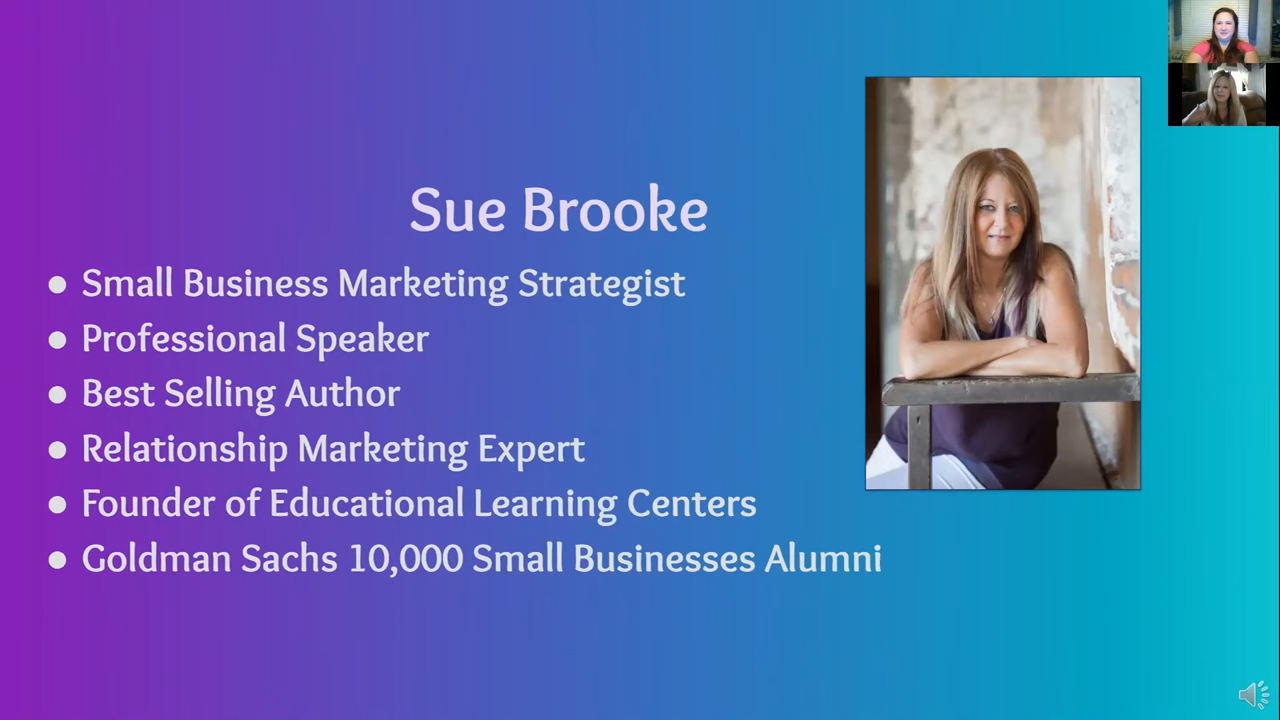 Sue Brooke
● Small Business Marketing Strategist
● Professional Speaker
● Best Selling Author
● Relationship Marketing Expert
● Founder of Educational Learning Centers
● Goldman Sachs 10,000 Small Businesses Alumni